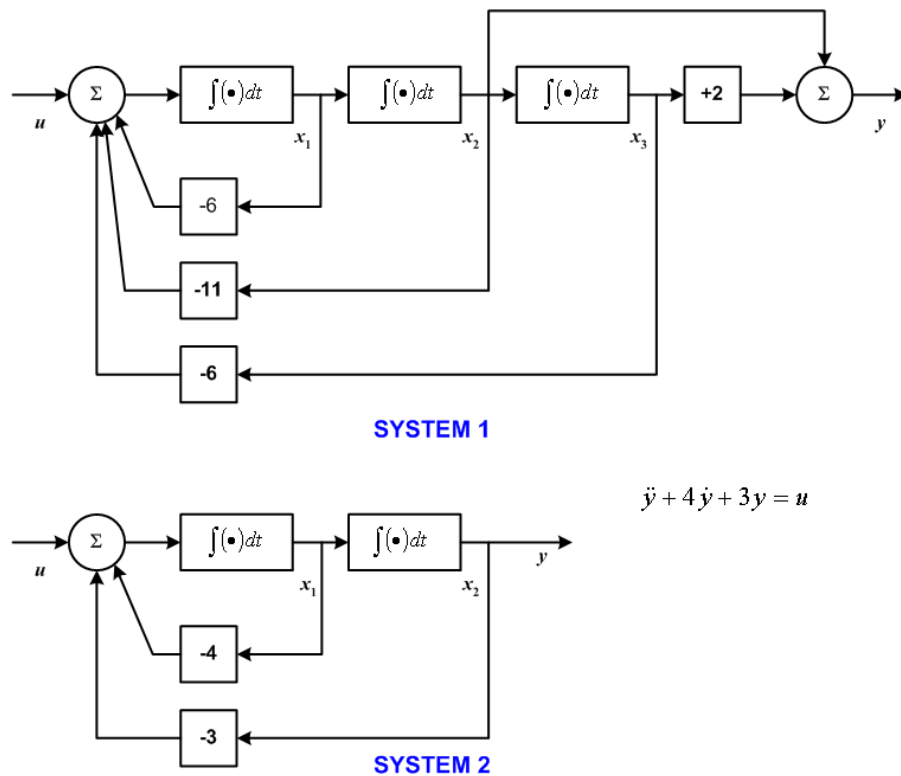 Σ ∫(•)dt ∫(•)dt ∫(•)dt +2 Σ
u x₁ x₂ x₃ y
-6
-11
-6
SYSTEM 1
ÿ + 4ẏ + 3y = u
Σ ∫(•)dt ∫(•)dt
u x₁ x₂ y
-4
-3
SYSTEM 2